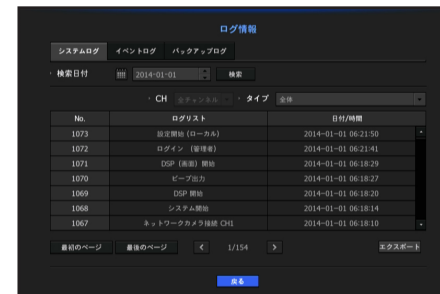 ログ情報
システムログ イベントログ バックアップログ
・検索日付 2014-01-01 検索
・CH 全チャンネル ・タイプ 全体
No. ログリスト 日付/時間
1073 設定開始 (ローカル) 2014-01-01 06:21:50
1072 ログイン (管理者) 2014-01-01 06:21:41
1071 DSP (画面) 開始 2014-01-01 06:18:29
1070 ビープ出力 2014-01-01 06:18:27
1069 DSP 開始 2014-01-01 06:18:20
1068 システム開始 2014-01-01 06:18:14
1067 ネットワークカメラ接続 CH1 2014-01-01 06:18:10
最初のページ 最後のページ < 1/154 > エクスポート
戻る